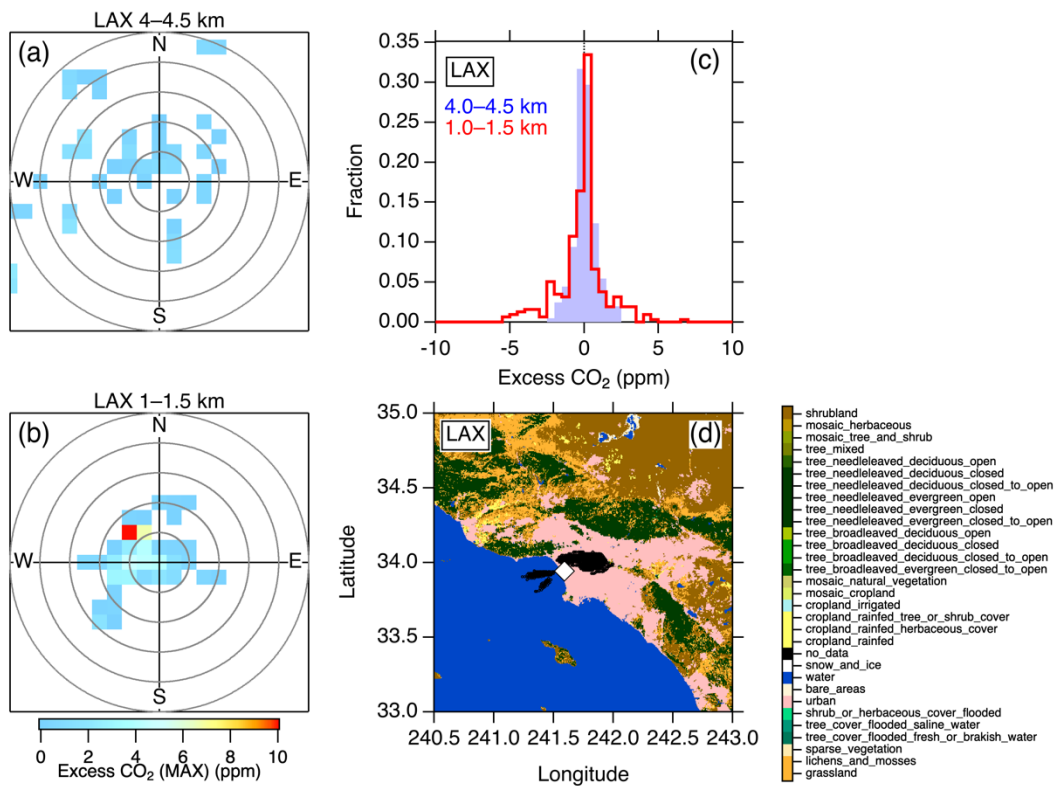 LAX 4–4.5 km
(a)
N
W
E
S
(c)
LAX
4.0–4.5 km
1.0–1.5 km
0.35
0.30
0.25
0.20
0.15
0.10
0.05
0.00
Fraction
-10 -5 0 5 10
Excess CO₂ (ppm)
LAX 1–1.5 km
(b)
N
W
E
S
0 2 4 6 8 10
Excess CO₂ (MAX) (ppm)
LAX
(d)
35.0
34.5
34.0
33.5
33.0
Latitude
240.5 241.0 241.5 242.0 242.5 243.0
Longitude
shrubland
mosaic_herbaceous
mosaic_tree_and_shrub
tree_mixed
tree_needleleaved_deciduous_open
tree_needleleaved_deciduous_closed
tree_needleleaved_deciduous_closed_to_open
tree_needleleaved_evergreen_open
tree_needleleaved_evergreen_closed
tree_needleleaved_evergreen_closed_to_open
tree_broadleaved_deciduous_open
tree_broadleaved_deciduous_closed
tree_broadleaved_deciduous_closed_to_open
tree_broadleaved_evergreen_closed_to_open
mosaic_natural_vegetation
mosaic_cropland
cropland_irrigated
cropland_rainfed_tree_or_shrub_cover
cropland_rainfed_herbaceous_cover
cropland_rainfed
no_data
snow_and_ice
water
bare_areas
urban
shrub_or_herbaceous_cover_flooded
tree_cover_flooded_saline_water
tree_cover_flooded_fresh_or_brakish_water
sparse_vegetation
lichens_and_mosses
grassland